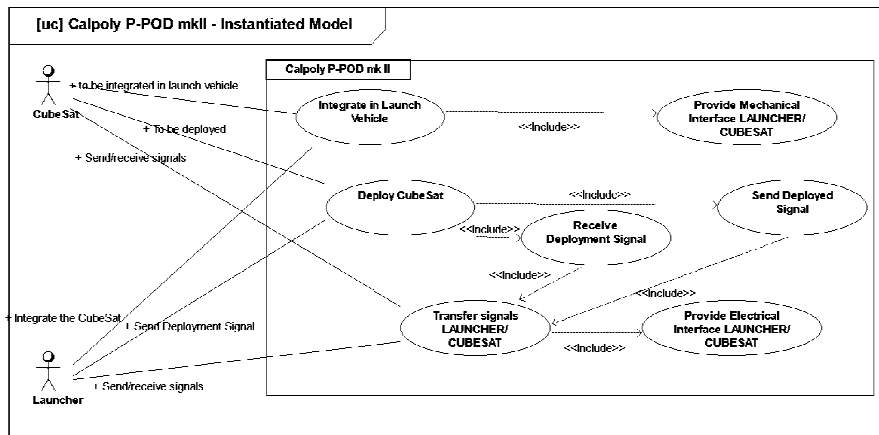 [uc] Calpoly P-POD mkII - Instantiated Model
Calpoly P-POD mk II
+ to be integrated in launch vehicle
CubeSat
Integrate in Launch
Vehicle
<<Include>>
Provide Mechanical
Interface LAUNCHER/
CUBESAT
+ To be deployed
+ Send/receive signals
Deploy CubeSat
<<Include>>
Send Deployed
Signal
<<Include>>
Receive
Deployment Signal
<<Include>>
<<Include>>
+ Integrate the CubeSat
+ Send Deployment Signal
Transfer signals
LAUNCHER/
CUBESAT
<<Include>>
Provide Electrical
Interface LAUNCHER/
CUBESAT
+ Send/receive signals
Launcher